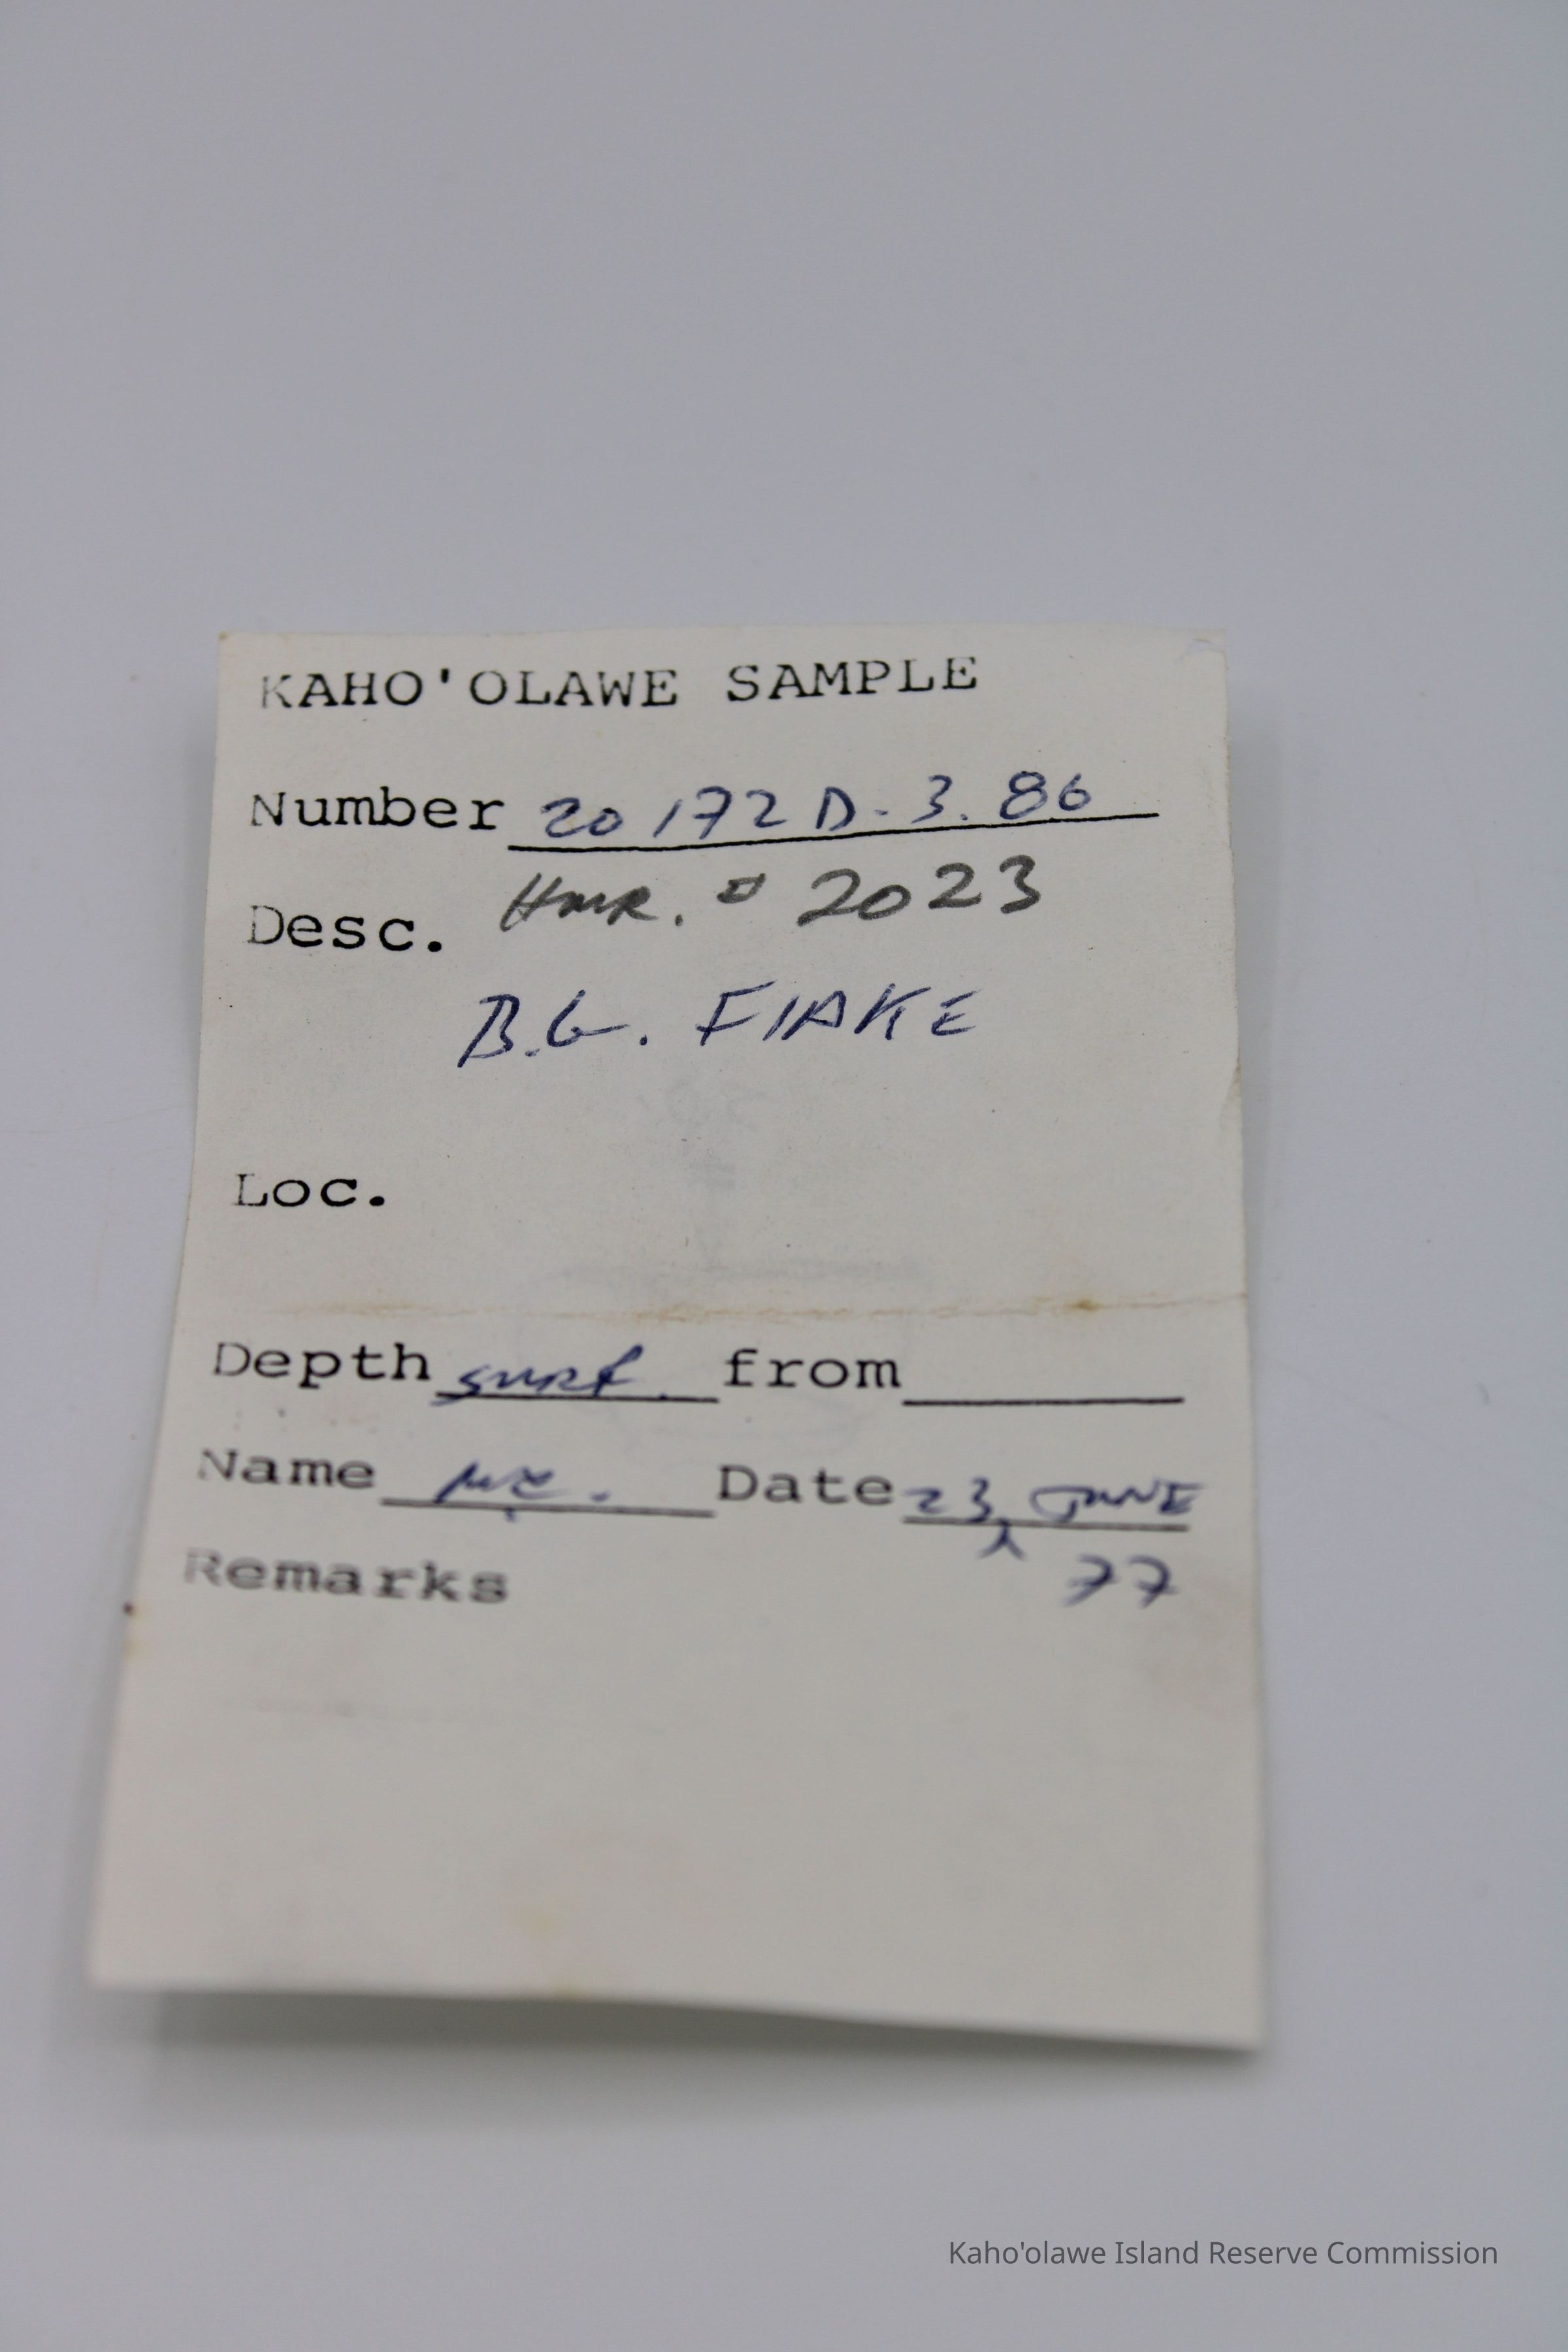 KAHO'OLAWE SAMPLE
Number 20172D.3.86
Desc. HMR. # 2023
B.G. FlAKE
Loc.
Depth surf. from
Name Date 23 JUNE
77
Remarks
Kaho'olawe Island Reserve Commission